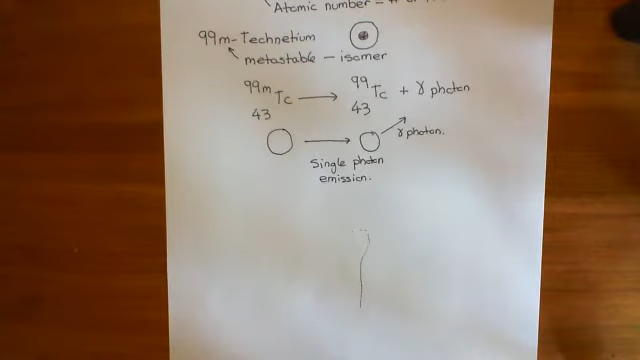 Atomic number -
99m-Technetium
metastable - isomer
99m Tc 43 → 99 Tc 43 + γ photon
γ photon.
Single photon
emission.